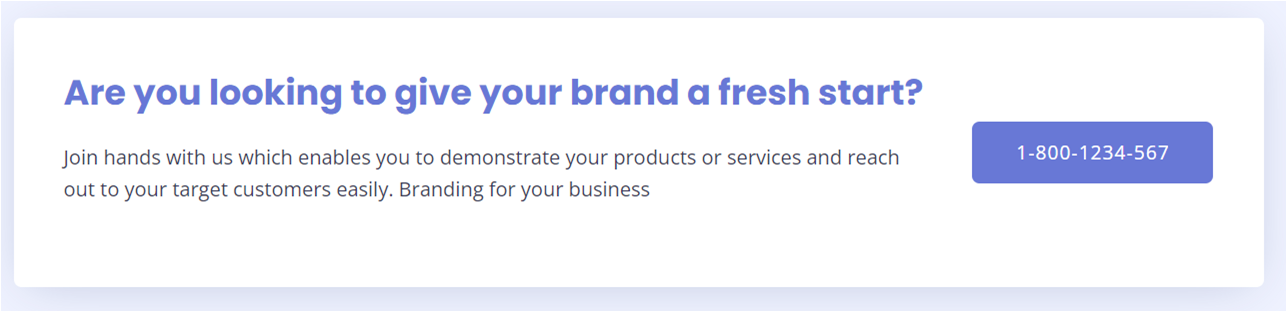 Are you looking to give your brand a fresh start?
Join hands with us which enables you to demonstrate your products or services and reach
out to your target customers easily. Branding for your business
1-800-1234-567